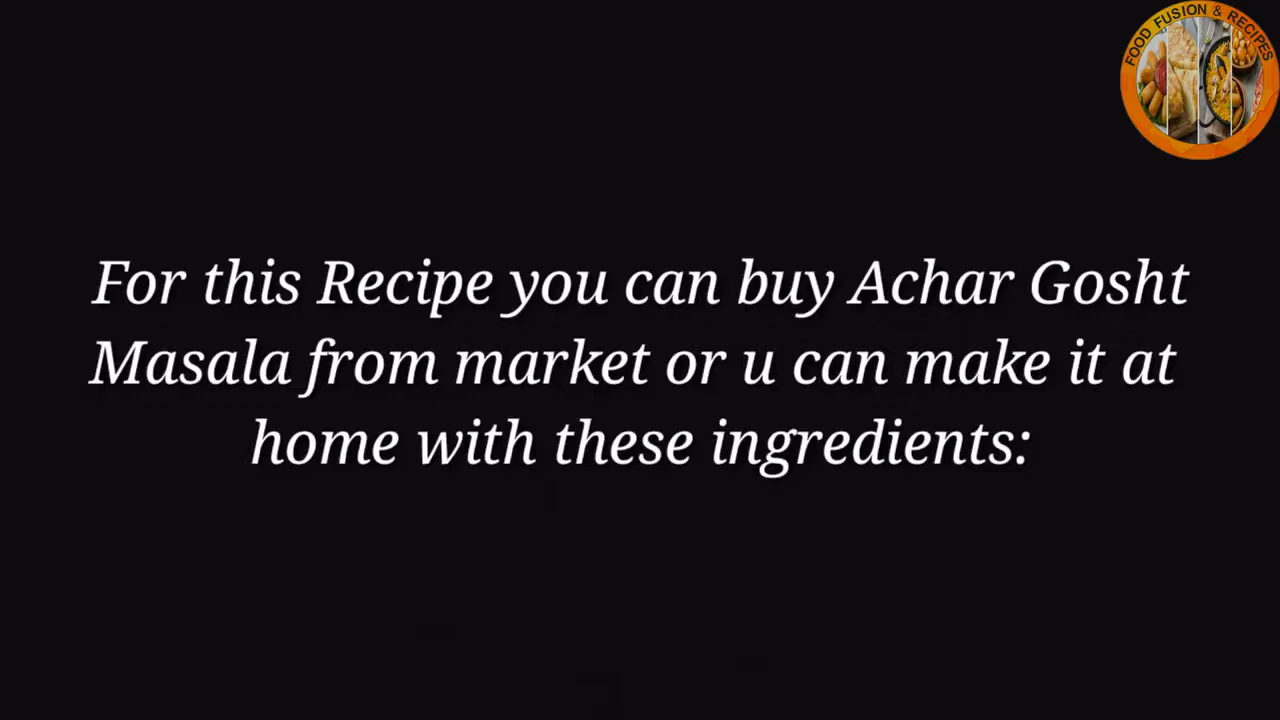 FOOD FUSION & RECIPES
For this Recipe you can buy Achar Gosht
Masala from market or u can make it at
home with these ingredients: